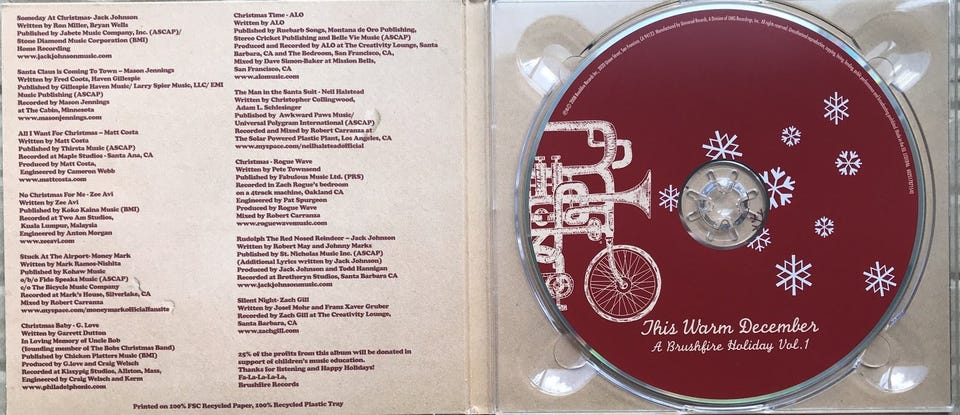 Someday At Christmas- Jack Johnson
Written by Ron Miller, Bryan Wells
Published by Jabete Music Company, Inc. (ASCAP)/
Stone Diamond Music Corporation (BMI)
Home Recording
www.jackjohnsonmusic.com
Santa Claus is Coming To Town - Mason Jennings
Written by Fred Coots, Haven Gillespie
Published by Gillespie Haven Music/ Larry Spier Music, LLC/ EMI
Music Publishing (ASCAP)
Recorded by Mason Jennings
at The Cabin, Minnesota
www.masonjennings.com
All I Want For Christmas - Matt Costa
Written by Matt Costa
Published by Thirsta Music (ASCAP)
Recorded at Maple Studios - Santa Ana, CA
Produced by Matt Costa,
Engineered by Cameron Webb
www.mattcosta.com
No Christmas For Me - Zee Avi
Written by Zee Avi
Published by Koko Kaina Music (BMI)
Recorded at Two Am Studios,
Kuala Lumpur, Malaysia
Engineered by Anton Morgan
www.zeeavi.com
Stuck At The Airport- Money Mark
Written by Mark Ramos-Nishita
Published by Kohaw Music
o/b/o Fido Speaks Music (ASCAP)
c/o The Bicycle Music Company
Recorded at Mark's House, Silverlake, CA
Mixed by Robert Carranza
www.myspace.com/moneymarkofficialfansite
Christmas Baby - G. Love
Written by Garrett Dutton
In Loving Memory of Uncle Bob
(founding member of The Bobs Christmas Band)
Published by Chicken Platters Music (BMI)
Produced by G.love and Craig Welsch
Recorded at Kissypig Studios, Allston, Mass,
Engineered by Craig Welsch and Kerm
www.philadelphonic.com
Christmas Time - ALO
Written by ALO
Published by Ruebarb Songs, Montana de Oro Publishing,
Stereo Cricket Publishing and Belle Vie Music (ASCAP)
Produced and Recorded by ALO at the Creativity Lounge, Santa
Barbara, CA and The Bedroom, San Francisco, CA,
Mixed by Dave Simon-Baker at Mission Bells,
San Francisco, CA
www.alomusic.com
The Man in the Santa Suit - Neil Halstead
Written by Christopher Collingwood,
Adam L. Schlesinger
Published by Awkward Paws Music/
Universal Polygram International (ASCAP)
Recorded and Mixed by Robert Carranza at
The Solar Powered Plastic Plant, Los Angeles, CA
www.myspace.com/neilhalsteadofficial
Christmas - Rogue Wave
Written by Pete Townsend
Published by Fabulous Music Ltd. (PRS)
Recorded in Zach Rogue's bedroom
on a 4track machine, Oakland CA
Engineered by Pat Spurgeon
Produced by Rogue Wave
Mixed by Robert Carranza
www.roguewavemusic.com
Rudolph The Red Nosed Reindeer - Jack Johnson
Written by Robert May and Johnny Marks
Published by St. Nicholas Music Inc. (ASCAP)
(Additional Lyrics written by Jack Johnson)
Produced by Jack Johnson and Todd Hannigan
Recorded at Brotheryn Studios, Santa Barbara CA
www.jackjohnsonmusic.com
Silent Night- Zach Gill
Written by Josef Mohr and Franz Xaver Gruber
Recorded by Zach Gill at The Creativity Lounge,
Santa Barbara, CA
www.zachgill.com
25% of the profits from this album will be donated in
support of children's music education.
Thanks for listening and Happy Holidays!
Fa-La-La-La-La,
Brushfire Records
Printed on 100% FSC Recycled Paper, 100% Recycled Plastic Tray
This Warm December
A Brushfire Holiday Vol.1